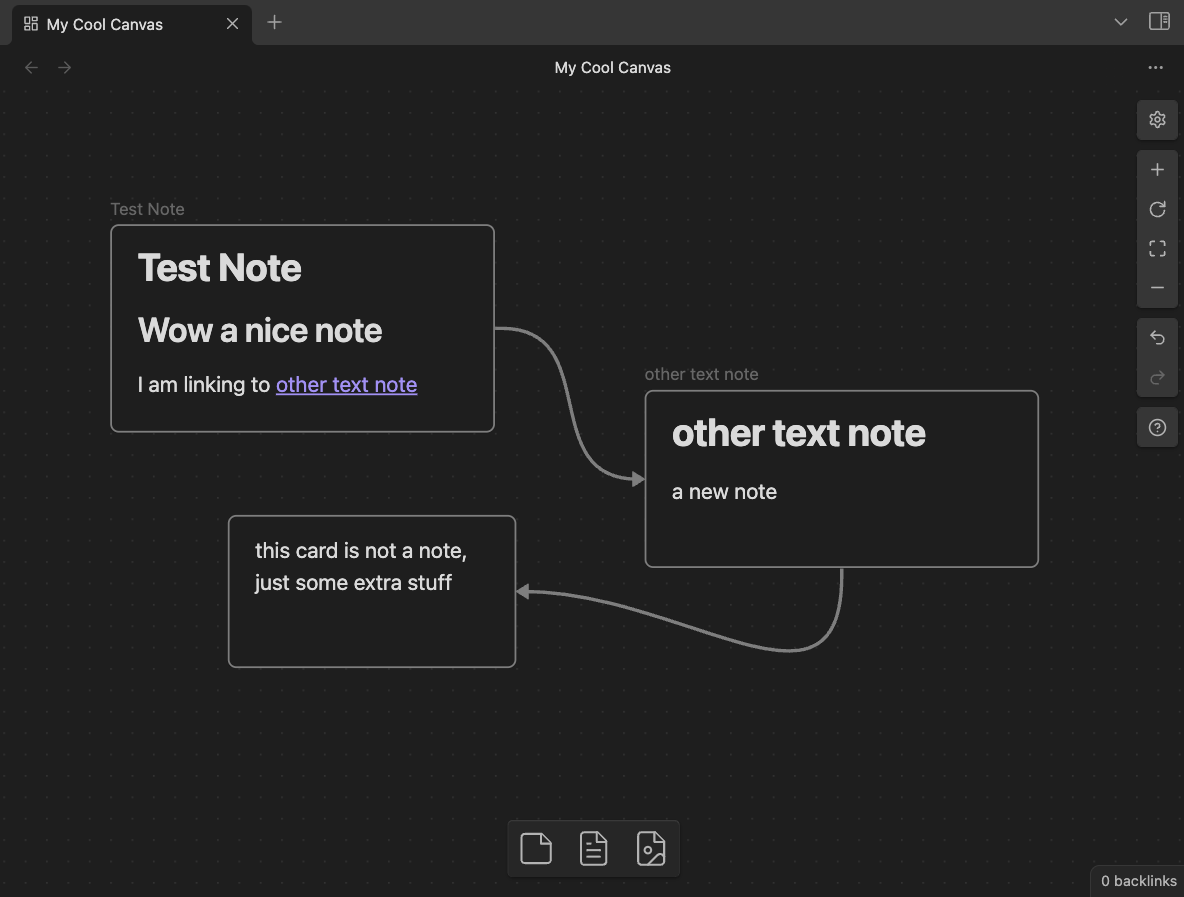 My Cool Canvas
My Cool Canvas
Test Note
Test Note
Wow a nice note
I am linking to other text note
other text note
other text note
a new note
this card is not a note,
just some extra stuff
0 backlinks